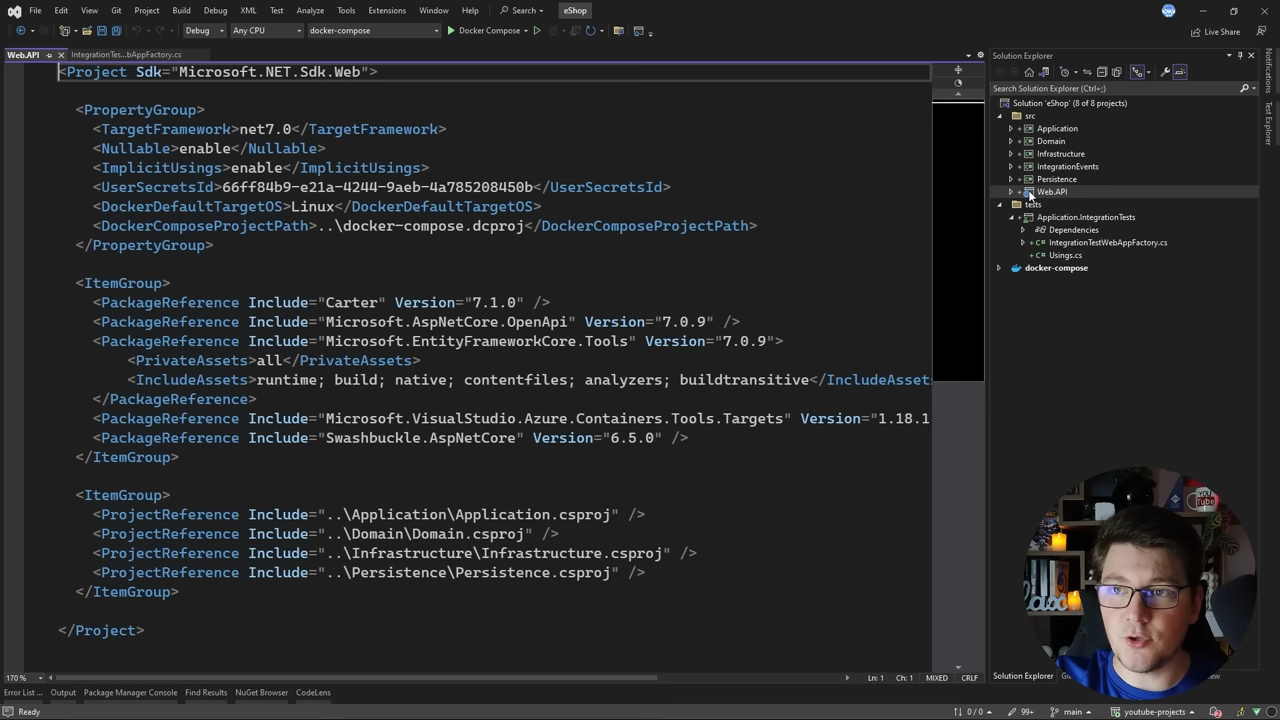 File Edit View Git Project Build Debug XML Test Analyze Tools Extensions Window Help Search eShop
Debug Any CPU docker-compose Docker Compose Live Share
Web.API IntegrationTes...bAppFactory.cs
<Project Sdk="Microsoft.NET.Sdk.Web">
<PropertyGroup>
<TargetFramework>net7.0</TargetFramework>
<Nullable>enable</Nullable>
<ImplicitUsings>enable</ImplicitUsings>
<UserSecretsId>66ff84b9-e21a-4244-9aeb-4a785208450b</UserSecretsId>
<DockerDefaultTargetOS>Linux</DockerDefaultTargetOS>
<DockerComposeProjectPath>..\docker-compose.dcproj</DockerComposeProjectPath>
</PropertyGroup>
<ItemGroup>
<PackageReference Include="Carter" Version="7.1.0" />
<PackageReference Include="Microsoft.AspNetCore.OpenApi" Version="7.0.9" />
<PackageReference Include="Microsoft.EntityFrameworkCore.Tools" Version="7.0.9">
<PrivateAssets>all</PrivateAssets>
<IncludeAssets>runtime; build; native; contentfiles; analyzers; buildtransitive</IncludeAssets
</PackageReference>
<PackageReference Include="Microsoft.VisualStudio.Azure.Containers.Tools.Targets" Version="1.18.1
<PackageReference Include="Swashbuckle.AspNetCore" Version="6.5.0" />
</ItemGroup>
<ItemGroup>
<ProjectReference Include="..\Application\Application.csproj" />
<ProjectReference Include="..\Domain\Domain.csproj" />
<ProjectReference Include="..\Infrastructure\Infrastructure.csproj" />
<ProjectReference Include="..\Persistence\Persistence.csproj" />
</ItemGroup>
</Project>
170 % Ln: 1 Ch: 1 MIXED CRLF
Solution Explorer
Search Solution Explorer (Ctrl+;)
Solution 'eShop' (8 of 8 projects)
src
Application
Domain
Infrastructure
IntegrationEvents
Persistence
Web.API
tests
Application.IntegrationTests
Dependencies
IntegrationTestWebAppFactory.cs
Usings.cs
docker-compose
Notifications
Test Explorer
YOU
Solution Explorer
Error List ... Output Package Manager Console Find Results NuGet Browser CodeLens
Ready 0 / 0 99+ main youtube-projects 2